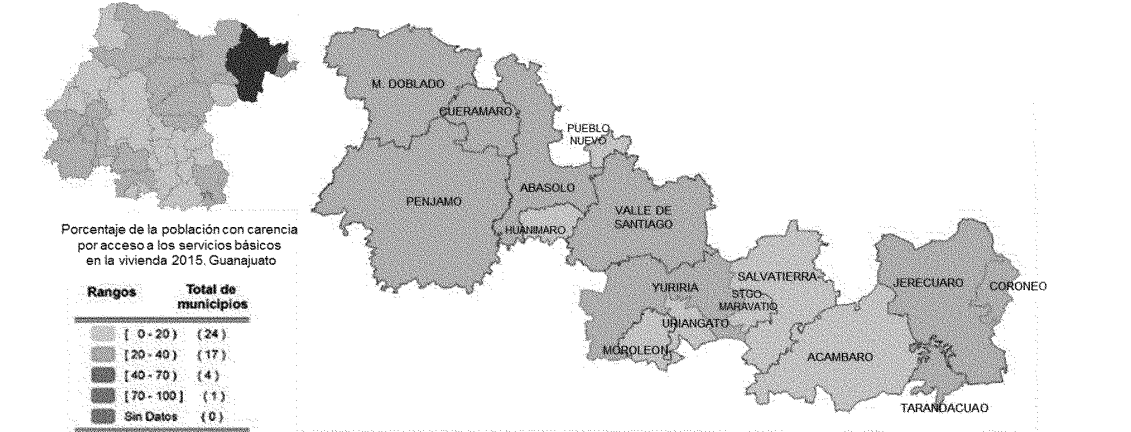 M. DOBLADO
CUERAMARO
PUEBLO
NUEVO
ABASOLO
PENJAMO
VALLE DE
SANTIAGO
HUANIMARO
Porcentaje de la población con carencia
por acceso a los servicios básicos
en la vivienda 2015. Guanajuato
SALVATIERRA
JERECUARO
CORONEO
YURIRIA
STGO
MARAVATIO
URIANGATO
MOROLEON
ACAMBARO
TARANDACUAO
Rangos Total de
municipios
[ 0 - 20 ) ( 24 )
[ 20 - 40 ) ( 17 )
[ 40 - 70 ) ( 4 )
[ 70 - 100 ] ( 1 )
Sin Datos ( 0 )